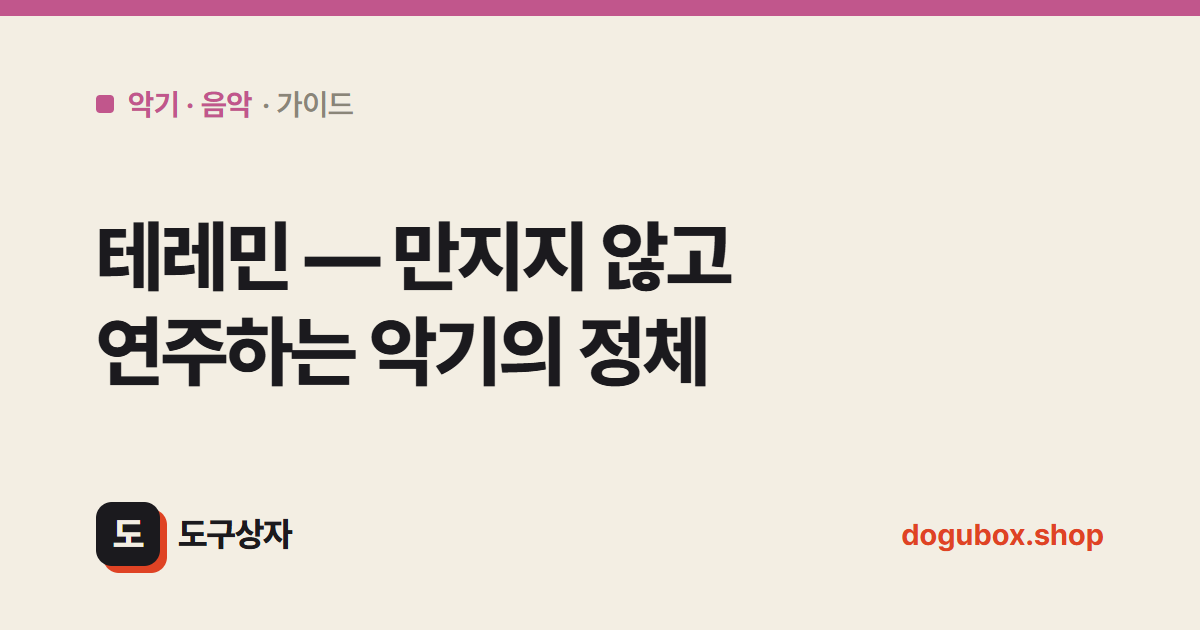 악기 · 음악 · 가이드
테레민 — 만지지 않고
연주하는 악기의 정체
도 도구상자
dogubox.shop